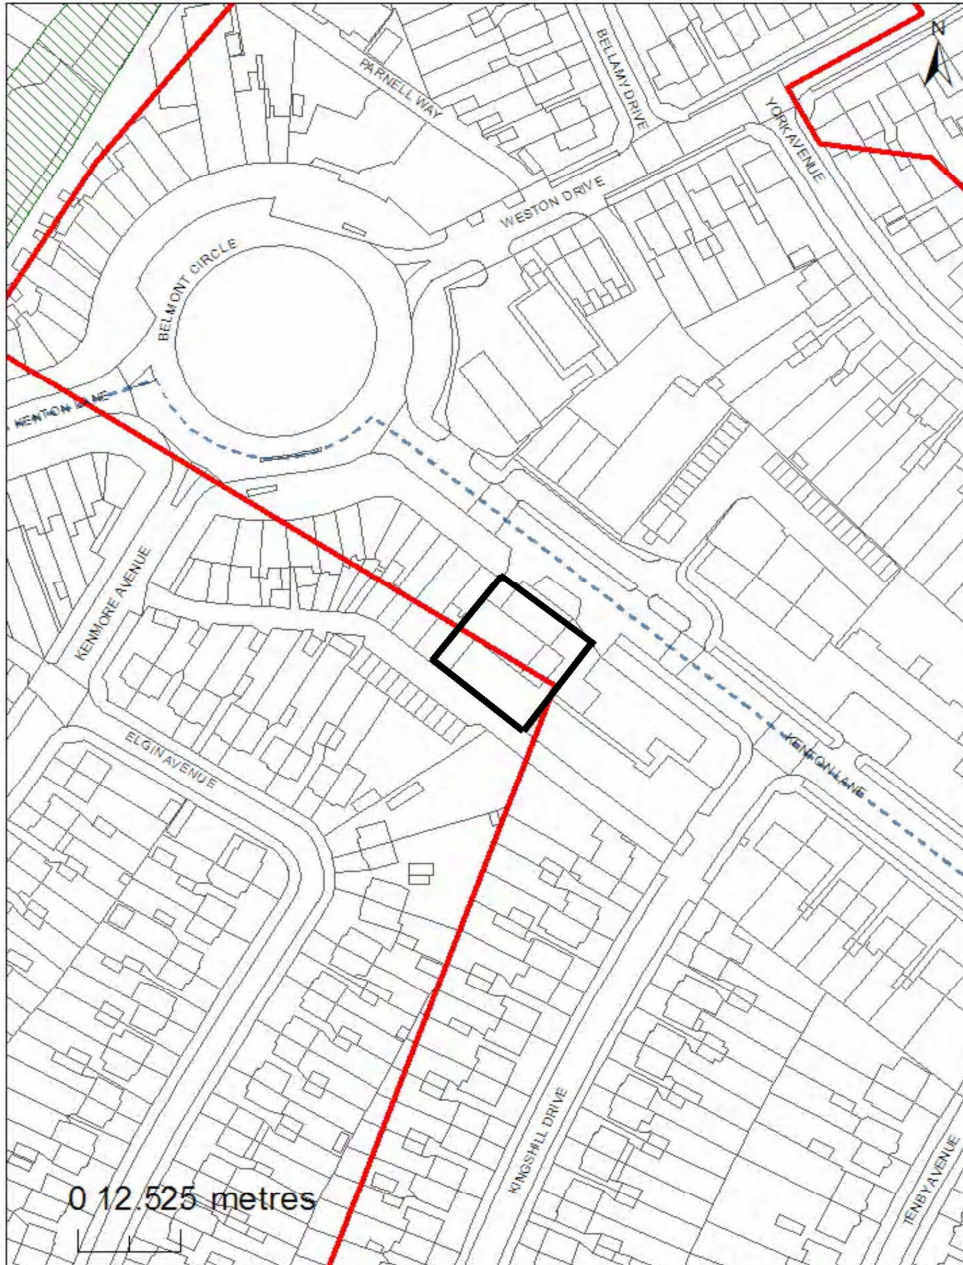 N
PARNELL WAY
BELLAMY DRIVE
YORK AVENUE
WESTON DRIVE
BELMONT CIRCLE
KENTON LANE
KENMORE AVENUE
ELGIN AVENUE
KENTON LANE
KINGSHILL DRIVE
TENBY AVENUE
0 12.525 metres